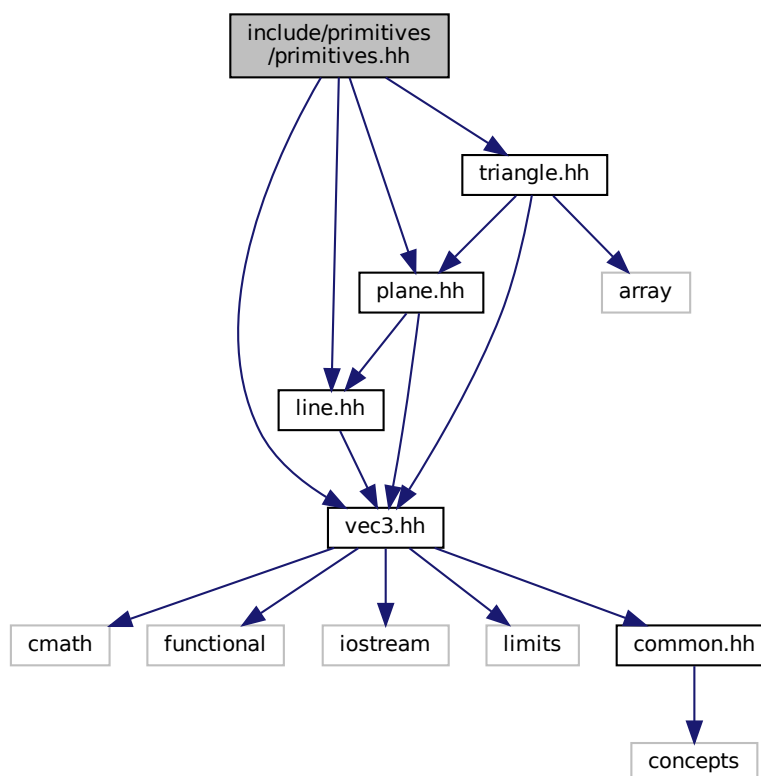 include/primitives
/primitives.hh
triangle.hh
plane.hh
array
line.hh
vec3.hh
cmath
functional
iostream
limits
common.hh
concepts